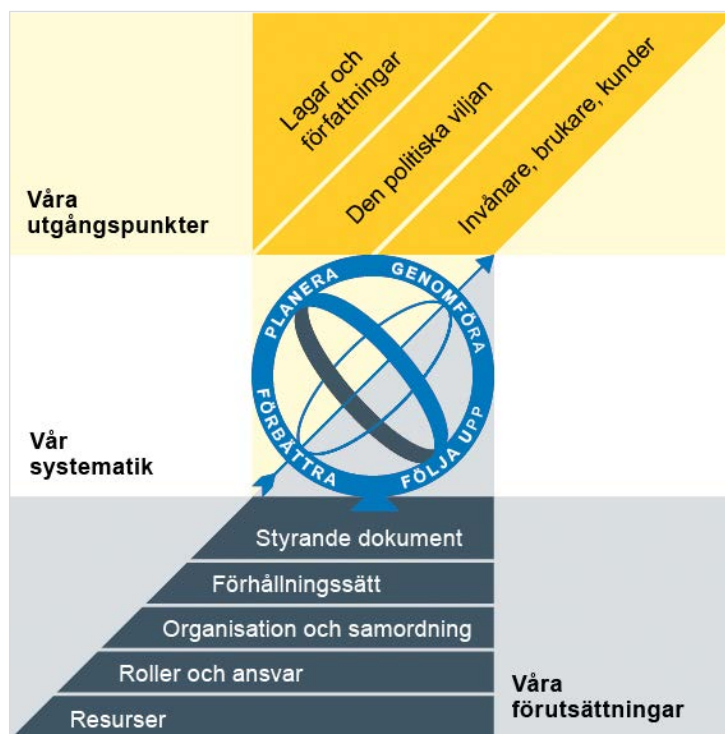 Lagar och
författningar
Den politiska viljan
Invånare, brukare, kunder
Våra
utgångspunkter
PLANERA
GENOMFÖRA
FÖLJA UPP
FÖRBÄTTRA
Vår
systematik
Styrande dokument
Förhållningssätt
Organisation och samordning
Roller och ansvar
Resurser
Våra
förutsättningar